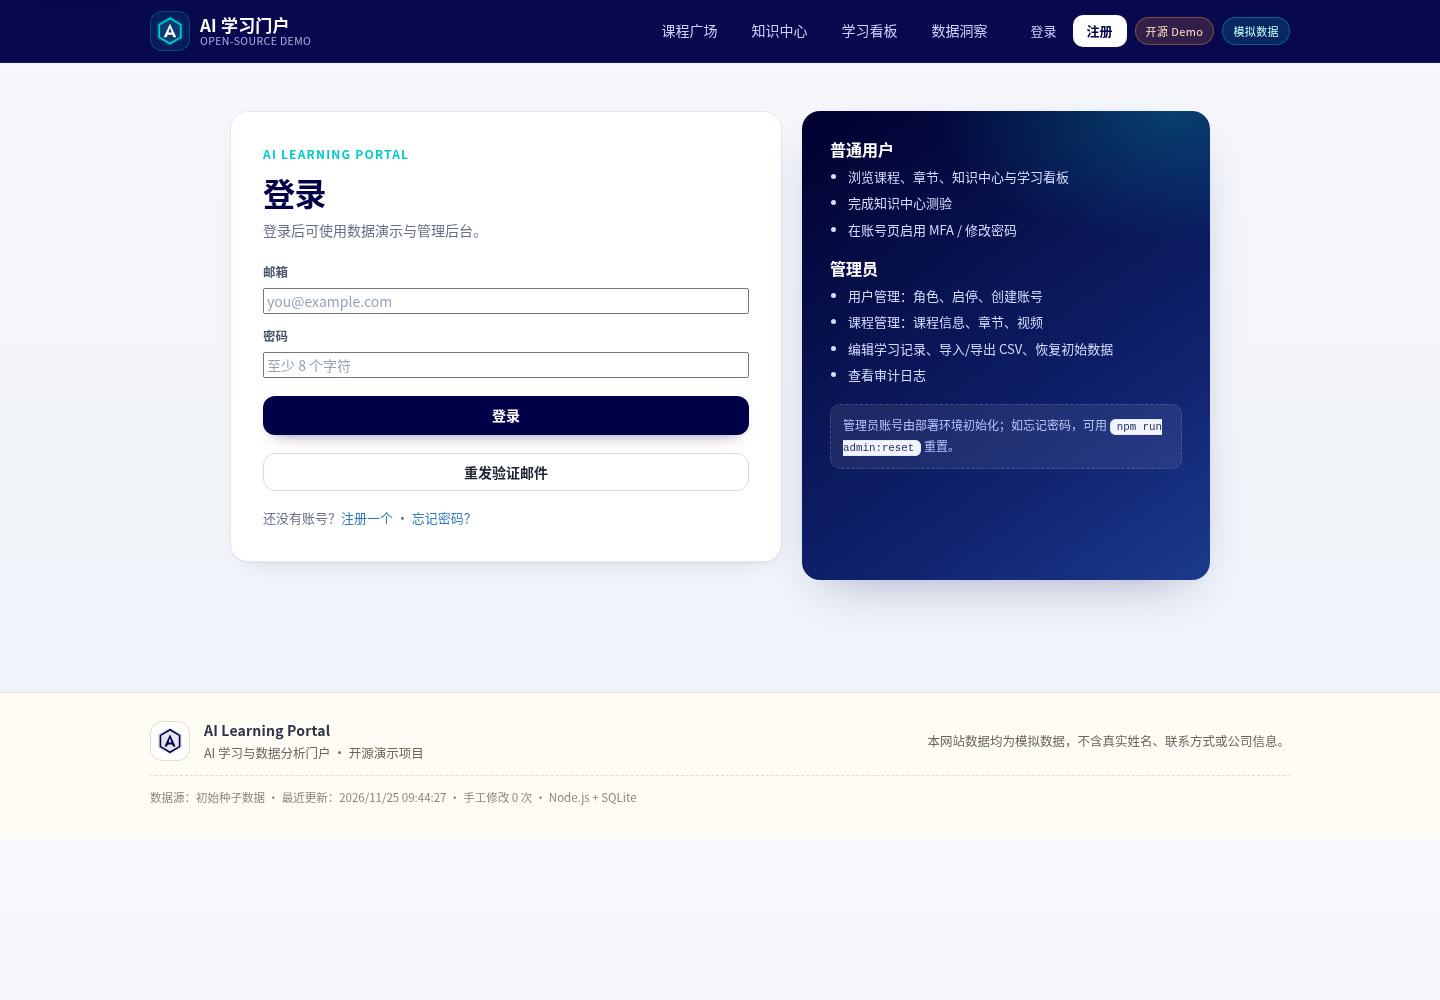 AI 学习门户
OPEN-SOURCE DEMO
课程广场 知识中心 学习看板 数据洞察 登录 注册 开源 Demo 模拟数据
AI LEARNING PORTAL
登录
登录后可使用数据演示与管理后台。
邮箱
you@example.com
密码
至少 8 个字符
登录
重发验证邮件
还没有账号？注册一个 · 忘记密码？
普通用户
浏览课程、章节、知识中心与学习看板
完成知识中心测验
在账号页启用 MFA / 修改密码
管理员
用户管理：角色、启停、创建账号
课程管理：课程信息、章节、视频
编辑学习记录、导入/导出 CSV、恢复初始数据
查看审计日志
管理员账号由部署环境初始化；如忘记密码，可用 npm run
admin:reset 重置。
AI Learning Portal
AI 学习与数据分析门户 · 开源演示项目
本网站数据均为模拟数据，不含真实姓名、联系方式或公司信息。
数据源：初始种子数据 · 最近更新：2026/11/25 09:44:27 · 手工修改 0 次 · Node.js + SQLite